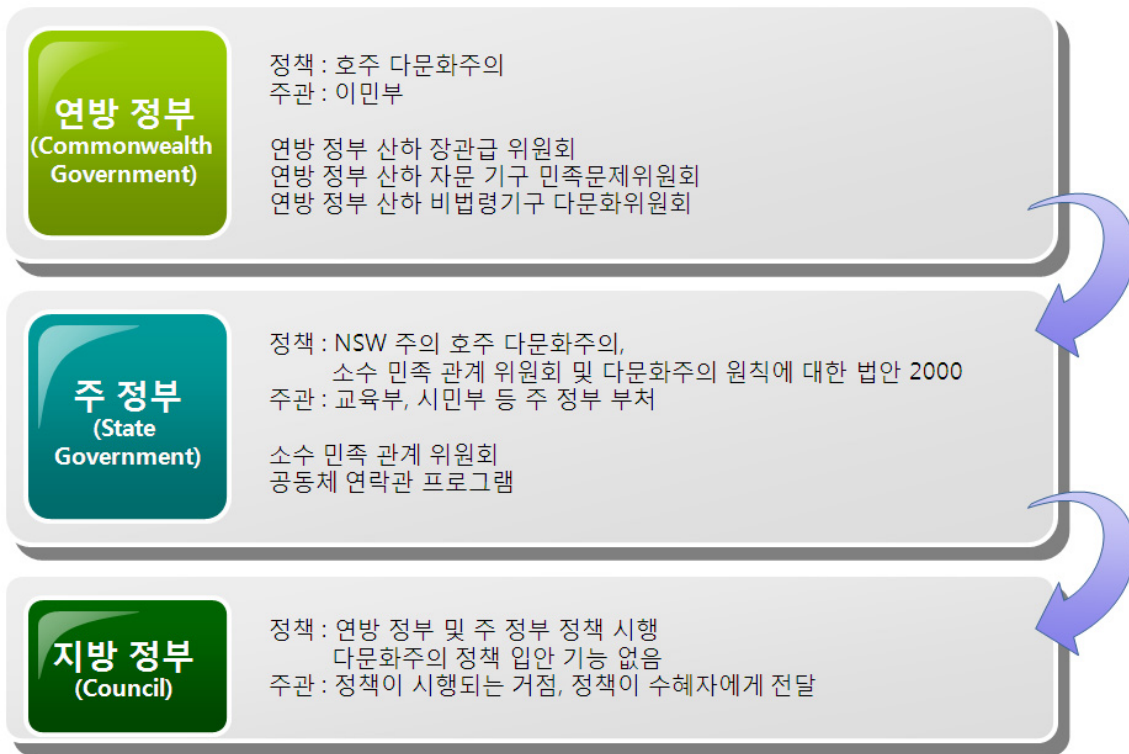 연방 정부
(Commonwealth
Government)
정책 : 호주 다문화주의
주관 : 이민부
연방 정부 산하 장관급 위원회
연방 정부 산하 자문 기구 민족문제위원회
연방 정부 산하 비법령기구 다문화위원회
주 정부
(State
Government)
정책 : NSW 주의 호주 다문화주의,
소수 민족 관계 위원회 및 다문화주의 원칙에 대한 법안 2000
주관 : 교육부, 시민부 등 주 정부 부처
소수 민족 관계 위원회
공동체 연락관 프로그램
지방 정부
(Council)
정책 : 연방 정부 및 주 정부 정책 시행
다문화주의 정책 입안 기능 없음
주관 : 정책이 시행되는 거점, 정책이 수혜자에게 전달